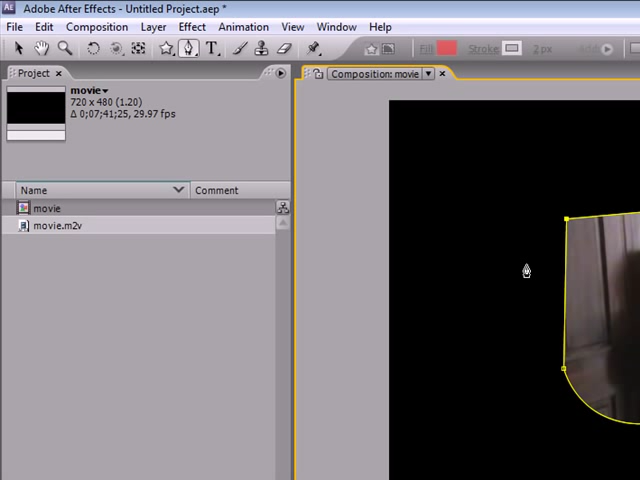 Ae Adobe After Effects - Untitled Project.aep *
File Edit Composition Layer Effect Animation View Window Help
T Fill: Stroke: 2 px Add:
Project × Composition: movie ×
movie
720 x 480 (1.20)
Δ 0;07;41;25, 29.97 fps
Name Comment
movie
movie.m2v